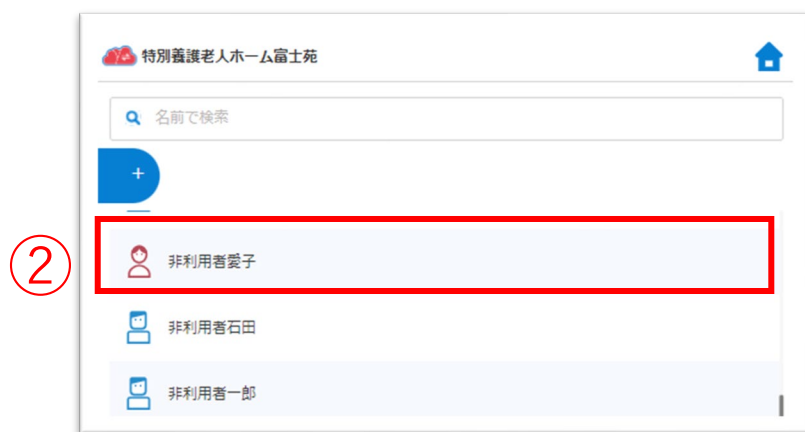 特別養護老人ホーム富士苑
名前で検索
+
②
非利用者愛子
非利用者石田
非利用者一郎